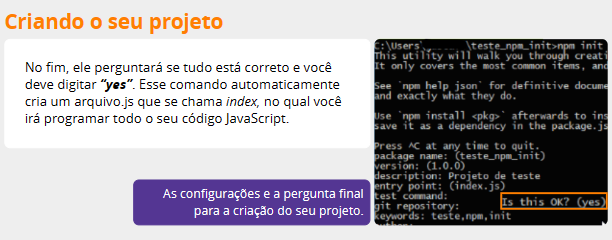 Criando o seu projeto
No fim, ele perguntará se tudo está correto e você
deve digitar “yes”. Esse comando automaticamente
cria um arquivo.js que se chama index, no qual você
irá programar todo o seu código JavaScript.
As configurações e a pergunta final
para a criação do seu projeto.
C:\Users\ \teste_npm_init>npm init
This utility will walk you through creati
It only covers the most common items, and
See `npm help json` for definitive docume
and exactly what they do.
Use `npm install <pkg>` afterwards to ins
save it as a dependency in the package.js
Press ^C at any time to quit.
package name: (teste_npm_init)
version: (1.0.0)
description: Projeto de teste
entry point: (index.js)
test command:
git repository:
Is this OK? (yes)
keywords: teste,npm,init